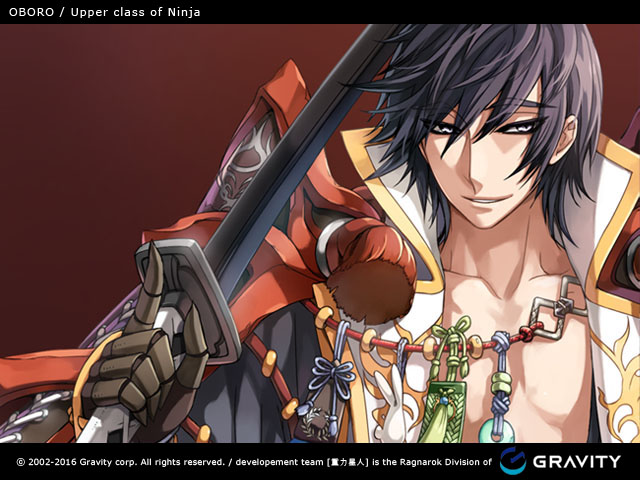 OBORO / Upper class of Ninja
© 2002-2016 Gravity corp. All rights reserved. / developement team [重力星人] is the Ragnarok Division of GRAVITY